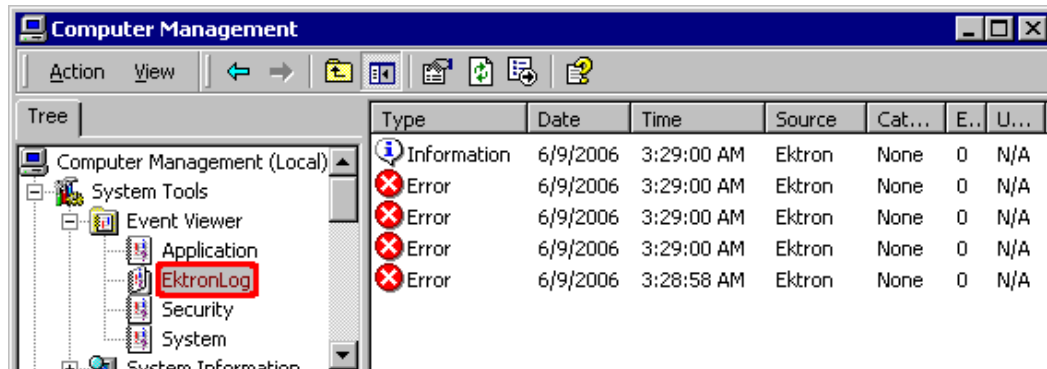 Computer Management
Action View
Tree
Type Date Time Source Cat... E.. U...
Computer Management (Local)
System Tools
Event Viewer
Application
EktronLog
Security
System
System Information
Information 6/9/2006 3:29:00 AM Ektron None 0 N/A
Error 6/9/2006 3:29:00 AM Ektron None 0 N/A
Error 6/9/2006 3:29:00 AM Ektron None 0 N/A
Error 6/9/2006 3:29:00 AM Ektron None 0 N/A
Error 6/9/2006 3:28:58 AM Ektron None 0 N/A